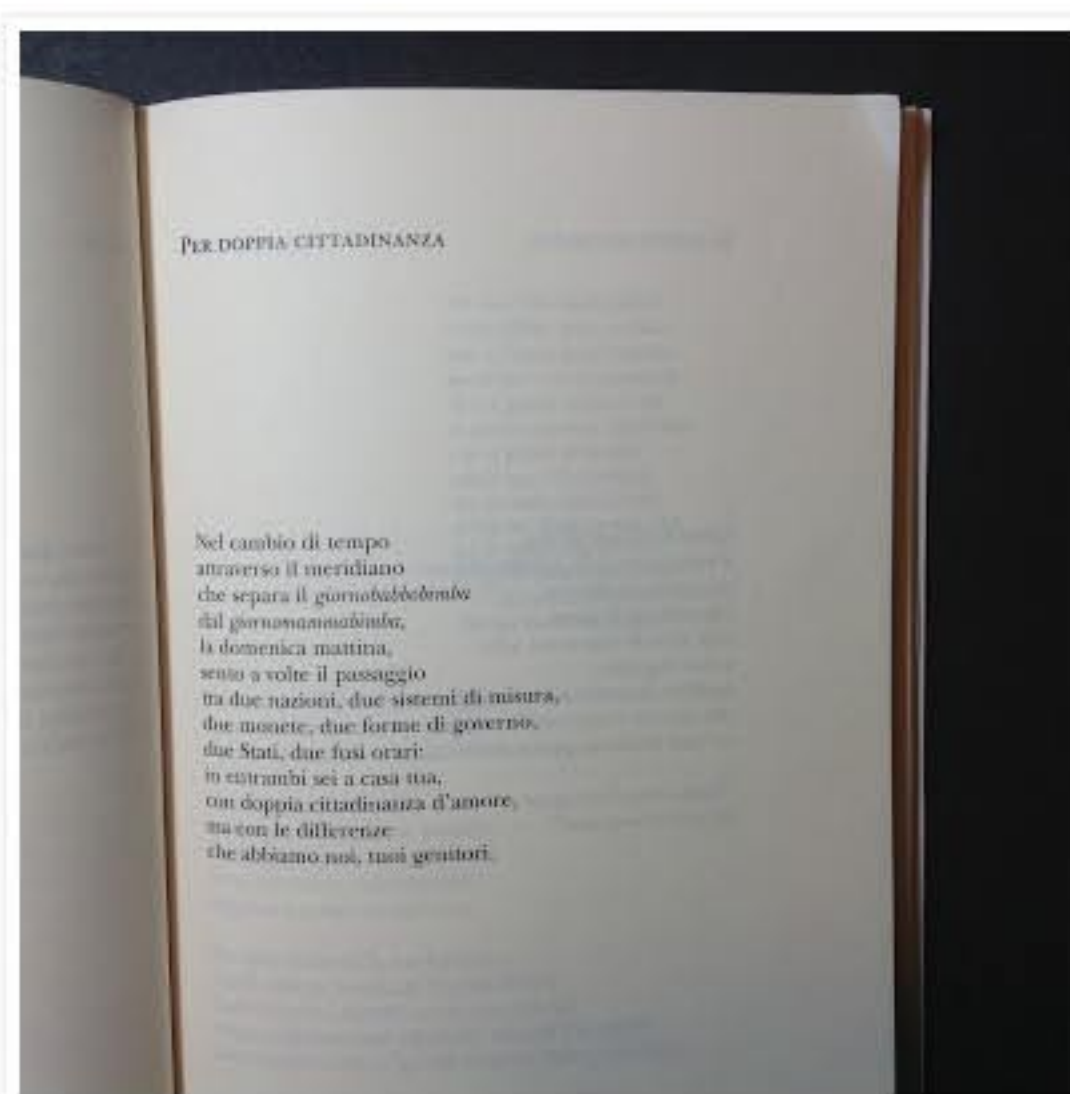 PER DOPPIA CITTADINANZA
Nel cambio di tempo
attraverso il meridiano
che separa il giornobabbobimba
dal giornomammabimba,
la domenica mattina,
sento a volte il passaggio
tra due nazioni, due sistemi di misura,
due monete, due forme di governo,
due Stati, due fusi orari:
in entrambi sei a casa tua,
con doppia cittadinanza d'amore,
ma con le differenze
che abbiamo noi, tuoi genitori.